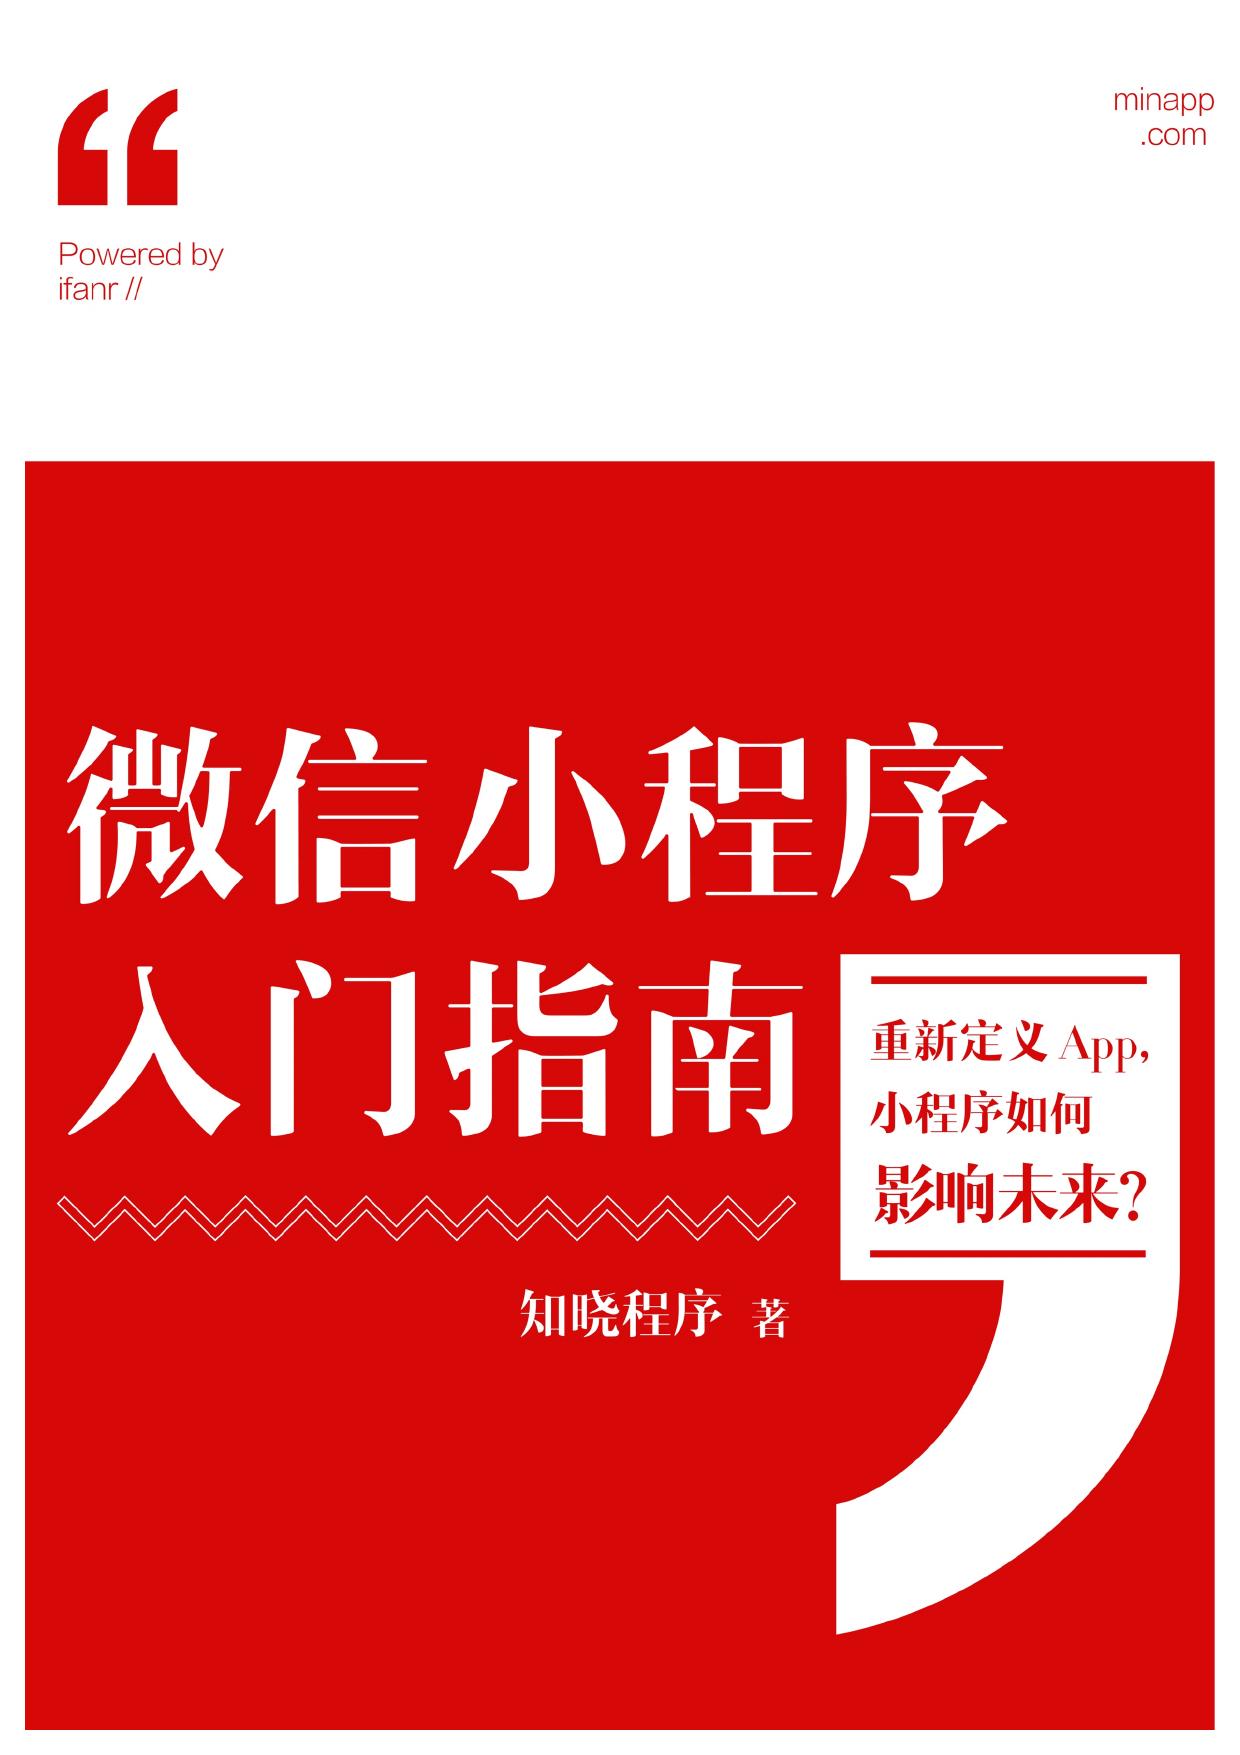 minapp
.com
Powered by
ifanr //
微信小程序
入门指南
重新定义 App,
小程序如何
影响未来?
知晓程序 著